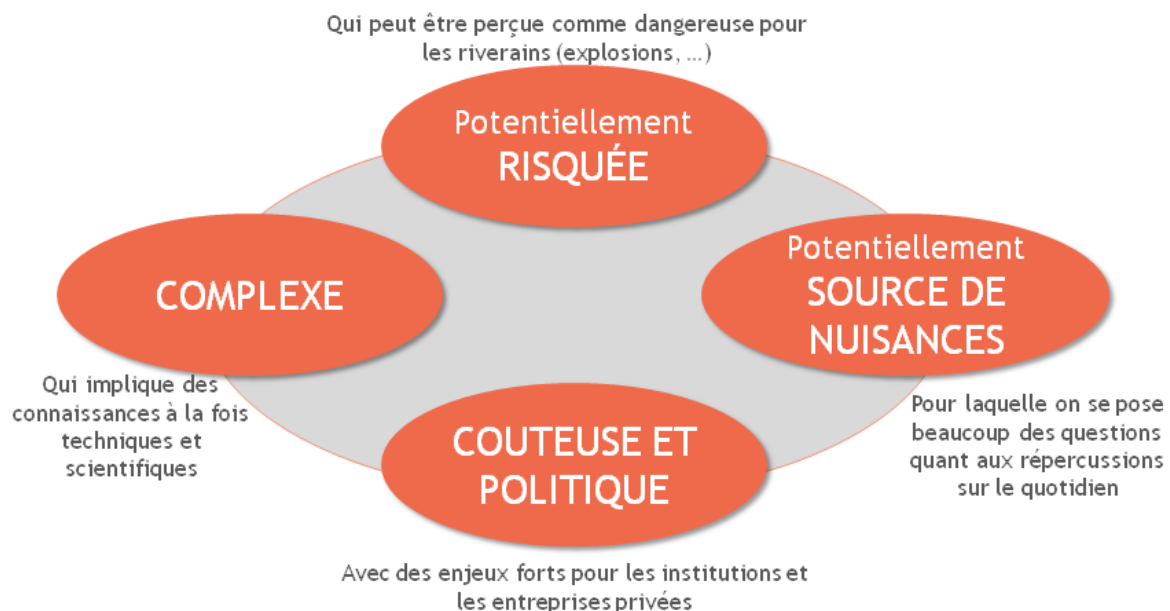 Qui peut être perçue comme dangereuse pour
les riverains (explosions, ...)
Potentiellement
RISQUÉE
COMPLEXE
Qui implique des
connaissances à la fois
techniques et
scientifiques
Potentiellement
SOURCE DE
NUISANCES
Pour laquelle on se pose
beaucoup des questions
quant aux répercussions
sur le quotidien
COUTEUSE ET
POLITIQUE
Avec des enjeux forts pour les institutions et
les entreprises privées